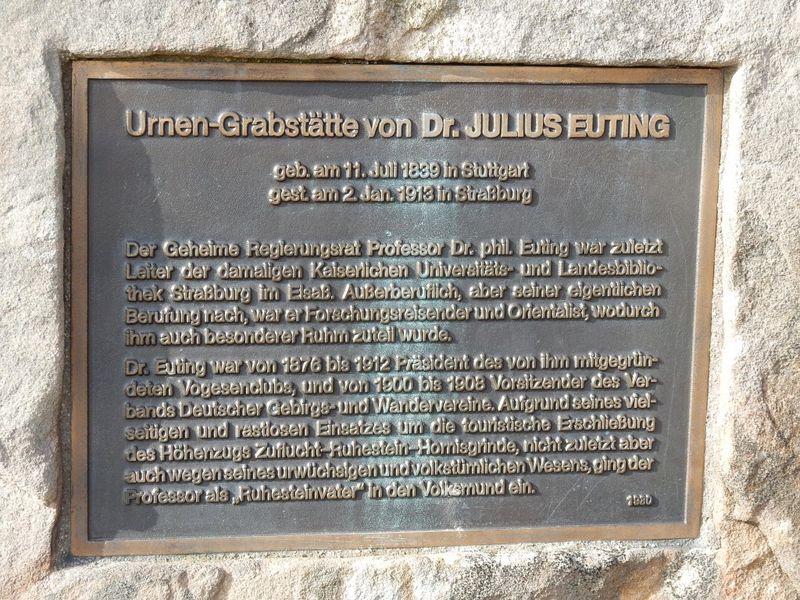 Urnen-Grabstätte von Dr. JULIUS EUTING
geb. am 11. Juli 1839 in Stuttgart
gest. am 2. Jan. 1913 in Straßburg
Der Geheime Regierungsrat Professor Dr. phil. Euting war zuletzt
Leiter der damaligen Kaiserlichen Universitäts- und Landesbiblio-
thek Straßburg im Elsaß. Außerberuflich, aber seiner eigentlichen
Berufung nach, war er Forschungsreisender und Orientalist, wodurch
ihm auch besonderer Ruhm zuteil wurde.
Dr. Euting war von 1876 bis 1912 Präsident des von ihm mitgegrün-
deten Vogesenclubs, und von 1900 bis 1908 Vorsitzender des Ver-
bands Deutscher Gebirgs- und Wandervereine. Aufgrund seines viel-
seitigen und rastlosen Einsatzes um die touristische Erschließung
des Höhenzugs Zuflucht-Ruhestein-Hornisgrinde, nicht zuletzt aber
auch wegen seines urwüchsigen und volkstümlichen Wesens, ging der
Professor als „Ruhesteinvater" in den Volksmund ein.
1980